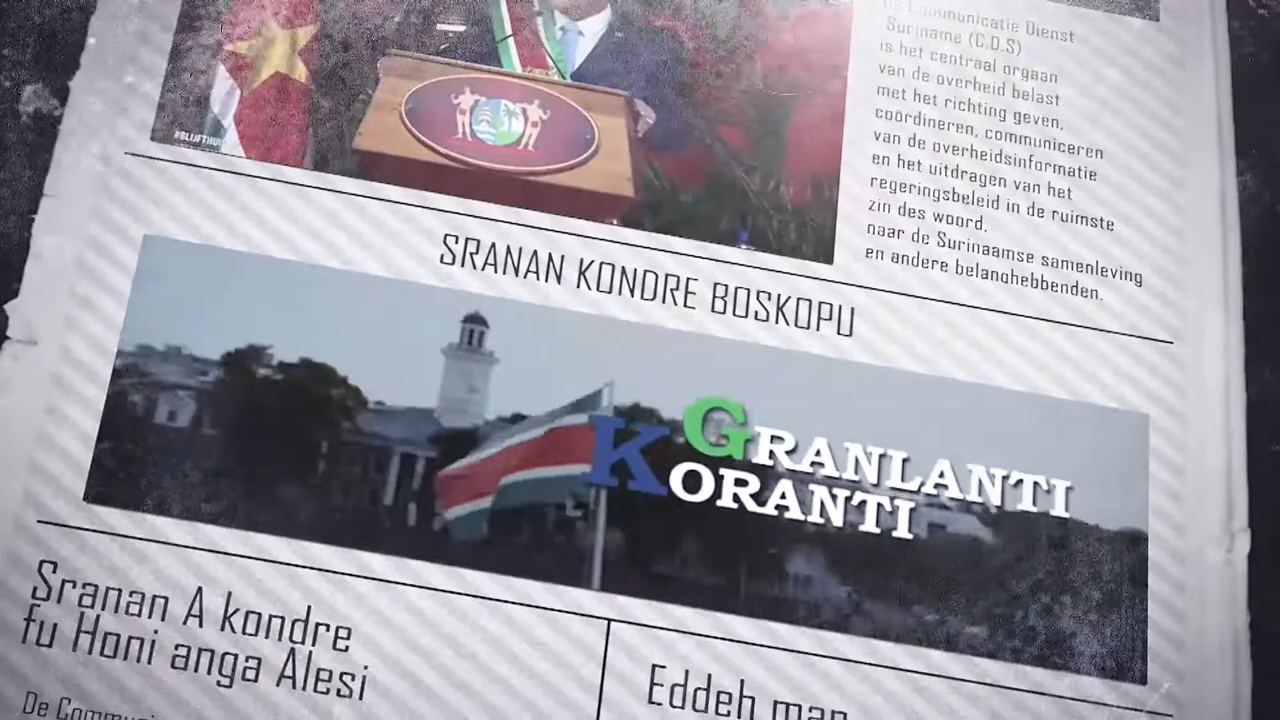 De Communicatie Dienst
Suriname (C.D.S)
is het centraal orgaan
van de overheid belast
met het richting geven,
coördineren, communiceren
van de overheidsinformatie
en het uitdragen van het
regeringsbeleid in de ruimste
zin des woord.
naar de Surinaamse samenleving
en andere belanghebbenden.
SRANAN KONDRE BOSKOPU
GRANLANTI
KORANTI
Sranan A kondre
fu Honi anga Alesi
De
Eddeh man